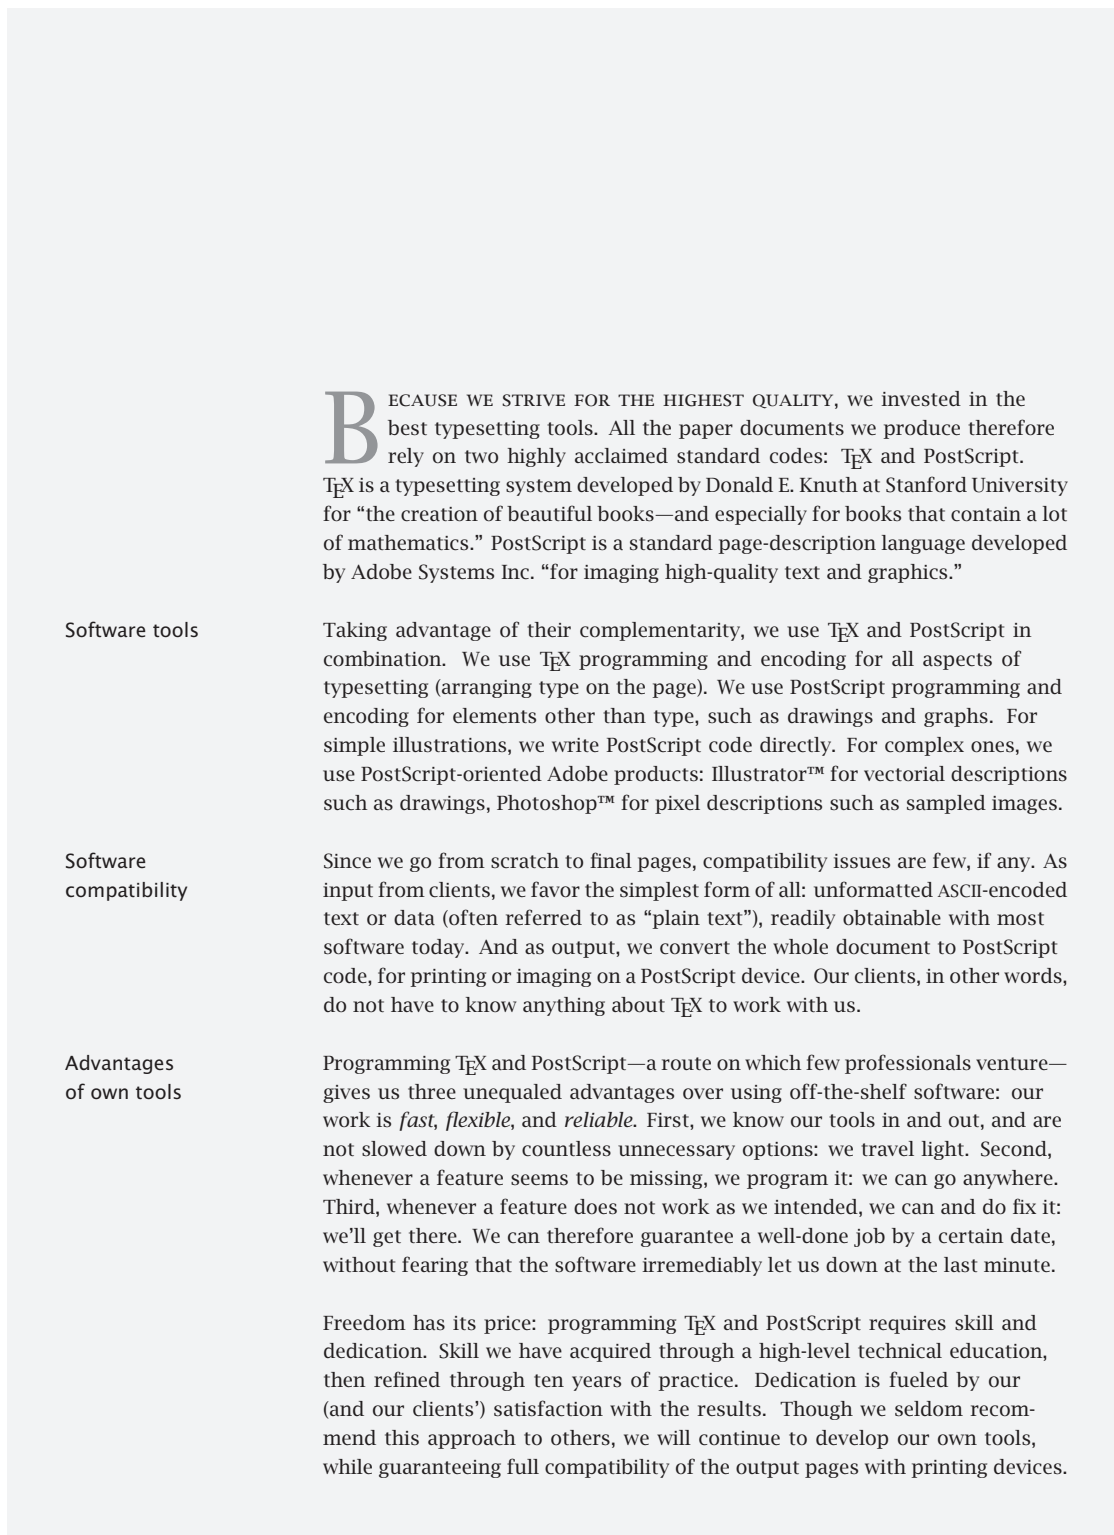 BECAUSE WE STRIVE FOR THE HIGHEST QUALITY, we invested in the
best typesetting tools. All the paper documents we produce therefore
rely on two highly acclaimed standard codes: TEX and PostScript.
TEX is a typesetting system developed by Donald E. Knuth at Stanford University
for “the creation of beautiful books—and especially for books that contain a lot
of mathematics.” PostScript is a standard page-description language developed
by Adobe Systems Inc. “for imaging high-quality text and graphics.”
Software tools
Taking advantage of their complementarity, we use TEX and PostScript in
combination. We use TEX programming and encoding for all aspects of
typesetting (arranging type on the page). We use PostScript programming and
encoding for elements other than type, such as drawings and graphs. For
simple illustrations, we write PostScript code directly. For complex ones, we
use PostScript-oriented Adobe products: Illustrator™ for vectorial descriptions
such as drawings, Photoshop™ for pixel descriptions such as sampled images.
Software
compatibility
Since we go from scratch to final pages, compatibility issues are few, if any. As
input from clients, we favor the simplest form of all: unformatted ASCII-encoded
text or data (often referred to as “plain text”), readily obtainable with most
software today. And as output, we convert the whole document to PostScript
code, for printing or imaging on a PostScript device. Our clients, in other words,
do not have to know anything about TEX to work with us.
Advantages
of own tools
Programming TEX and PostScript—a route on which few professionals venture—
gives us three unequaled advantages over using off-the-shelf software: our
work is fast, flexible, and reliable. First, we know our tools in and out, and are
not slowed down by countless unnecessary options: we travel light. Second,
whenever a feature seems to be missing, we program it: we can go anywhere.
Third, whenever a feature does not work as we intended, we can and do fix it:
we’ll get there. We can therefore guarantee a well-done job by a certain date,
without fearing that the software irremediably let us down at the last minute.
Freedom has its price: programming TEX and PostScript requires skill and
dedication. Skill we have acquired through a high-level technical education,
then refined through ten years of practice. Dedication is fueled by our
(and our clients’) satisfaction with the results. Though we seldom recom-
mend this approach to others, we will continue to develop our own tools,
while guaranteeing full compatibility of the output pages with printing devices.